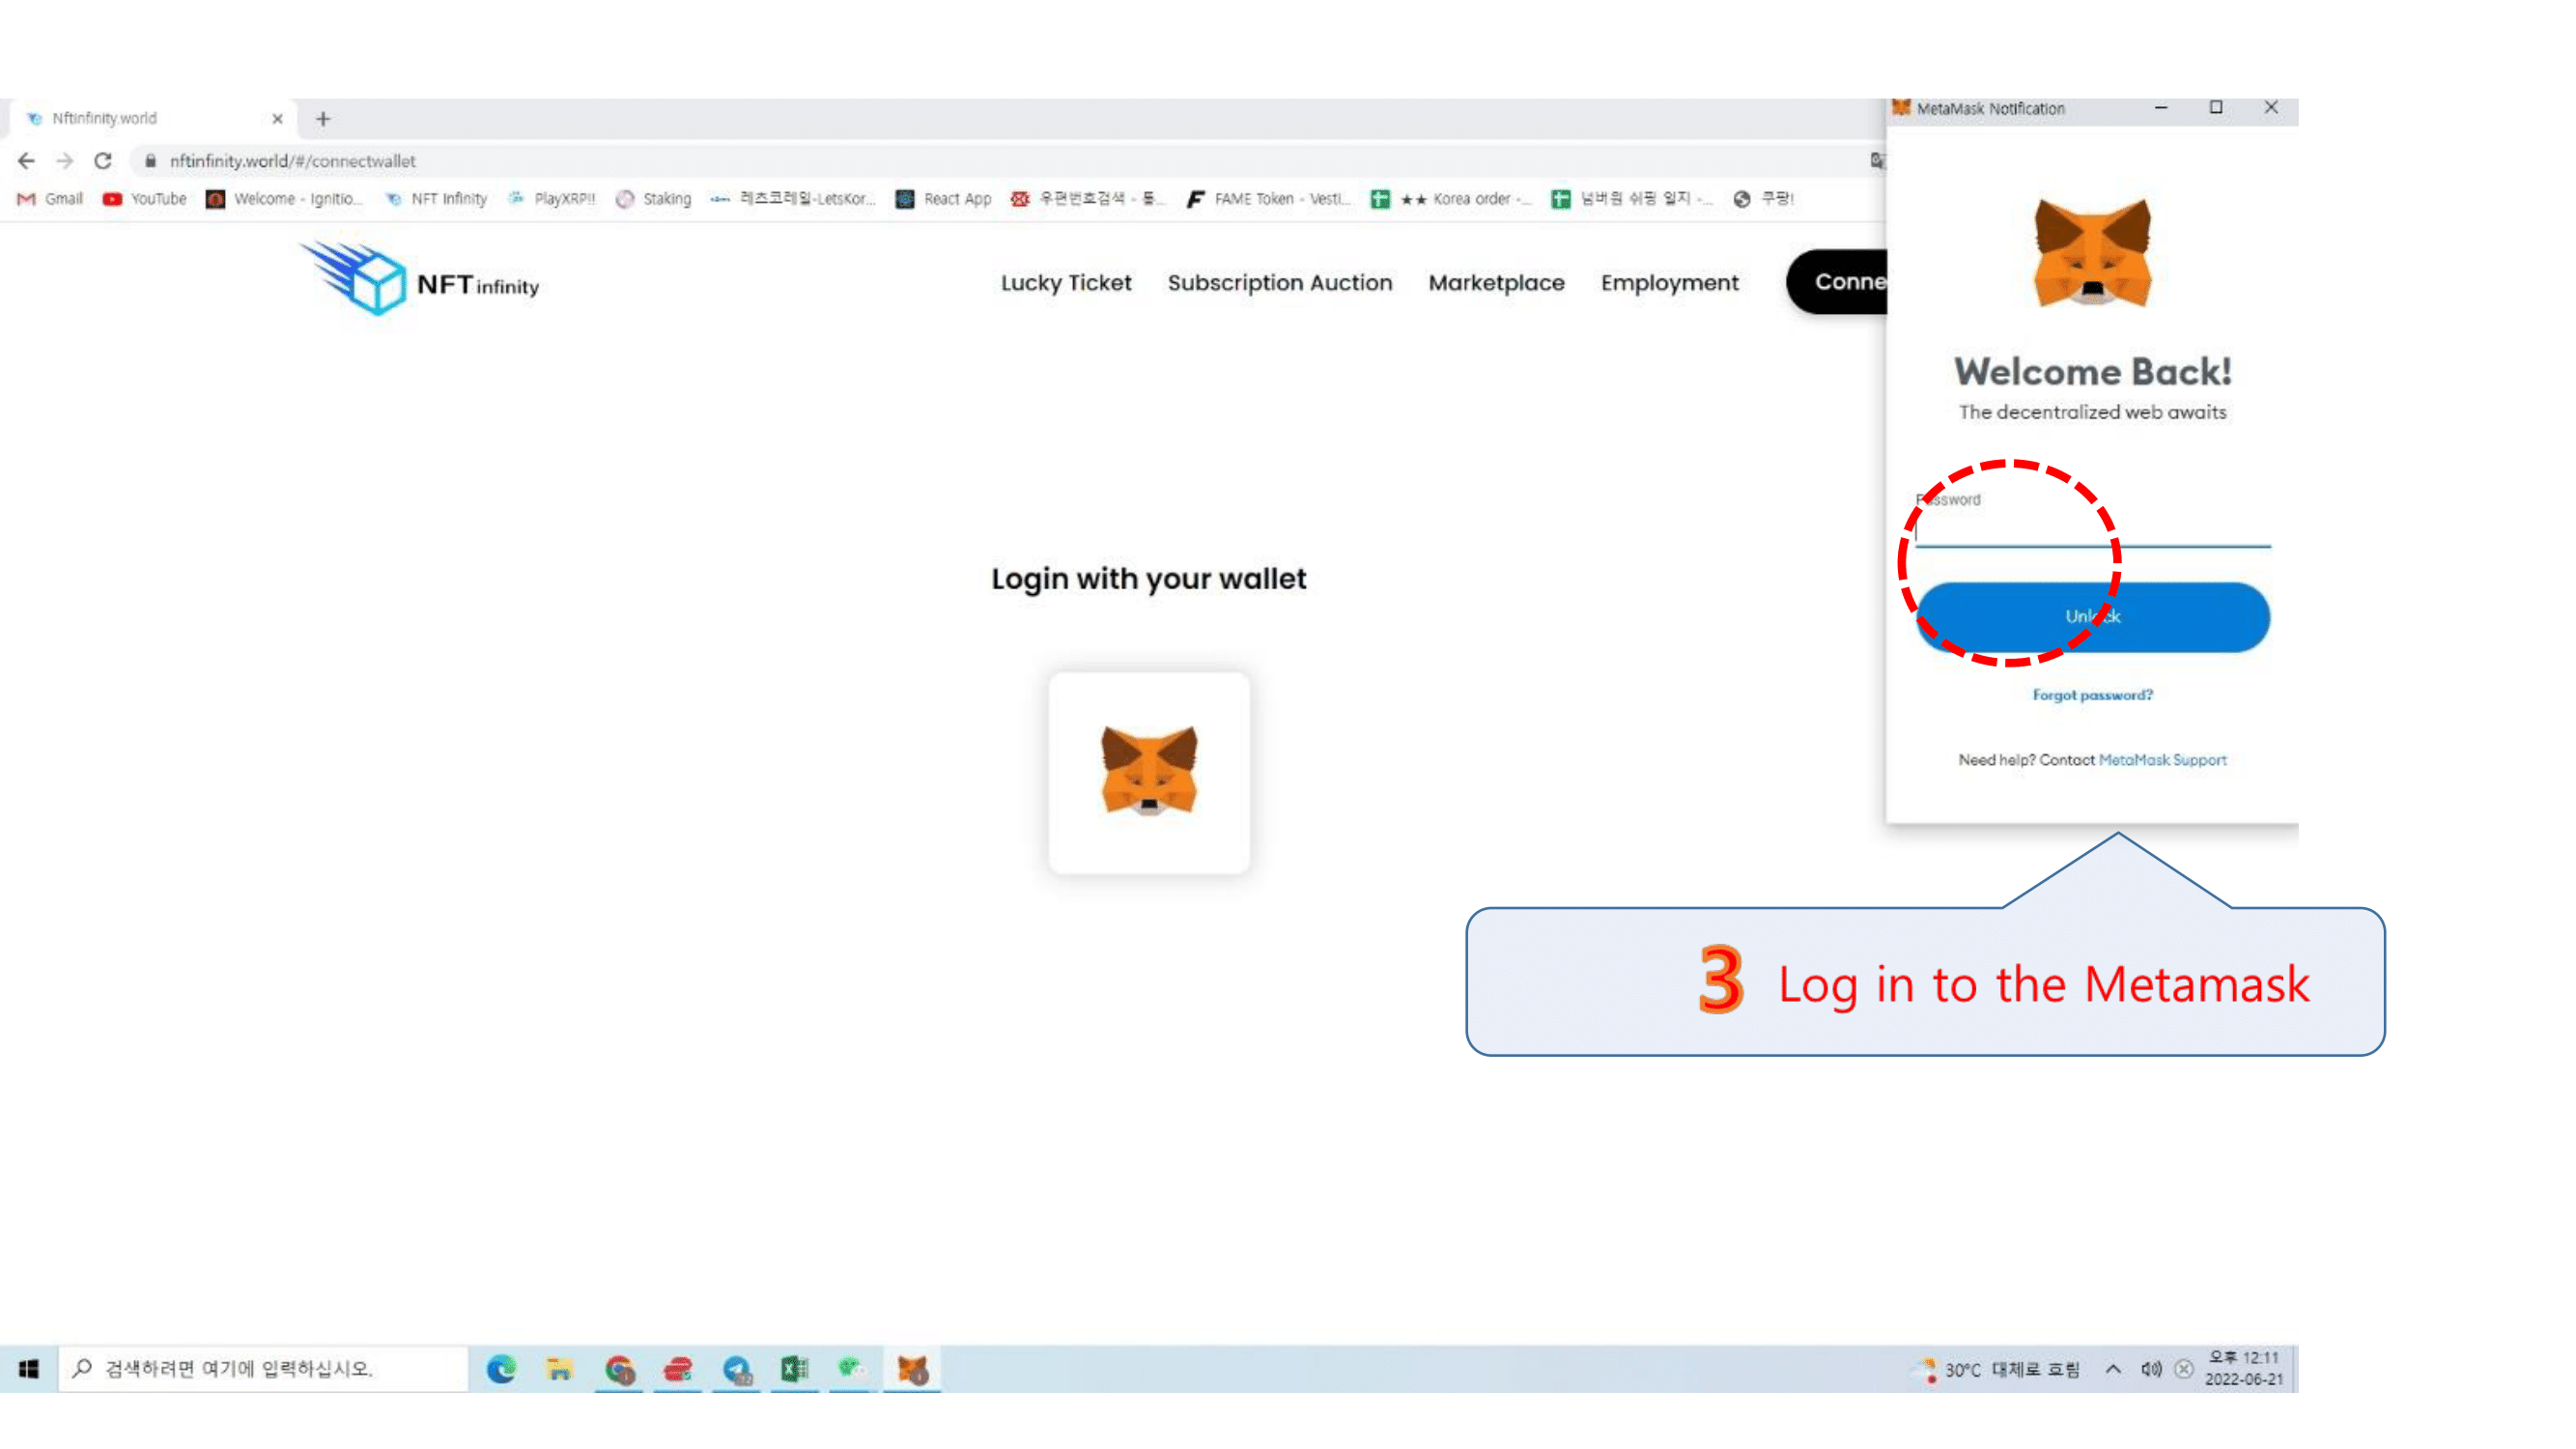 Nftinfinity.world
MetaMask Notification
nftinfinity.world/#/connectwallet
Gmail YouTube Welcome - Ignitio... NFT Infinity PlayXRP!! Staking 레츠코레일-LetsKor... React App 우편번호검색 - 통... FAME Token - Vesti... ★★ Korea order -... 넘버원 쉬핑 일지 -... 쿠팡!
NFT infinity
Lucky Ticket Subscription Auction Marketplace Employment Conne
Welcome Back!
The decentralized web awaits
Password
Login with your wallet
Unlock
Forgot password?
Need help? Contact MetaMask Support
3 Log in to the Metamask
검색하려면 여기에 입력하십시오.
30°C 대체로 흐림
오후 12:11
2022-06-21